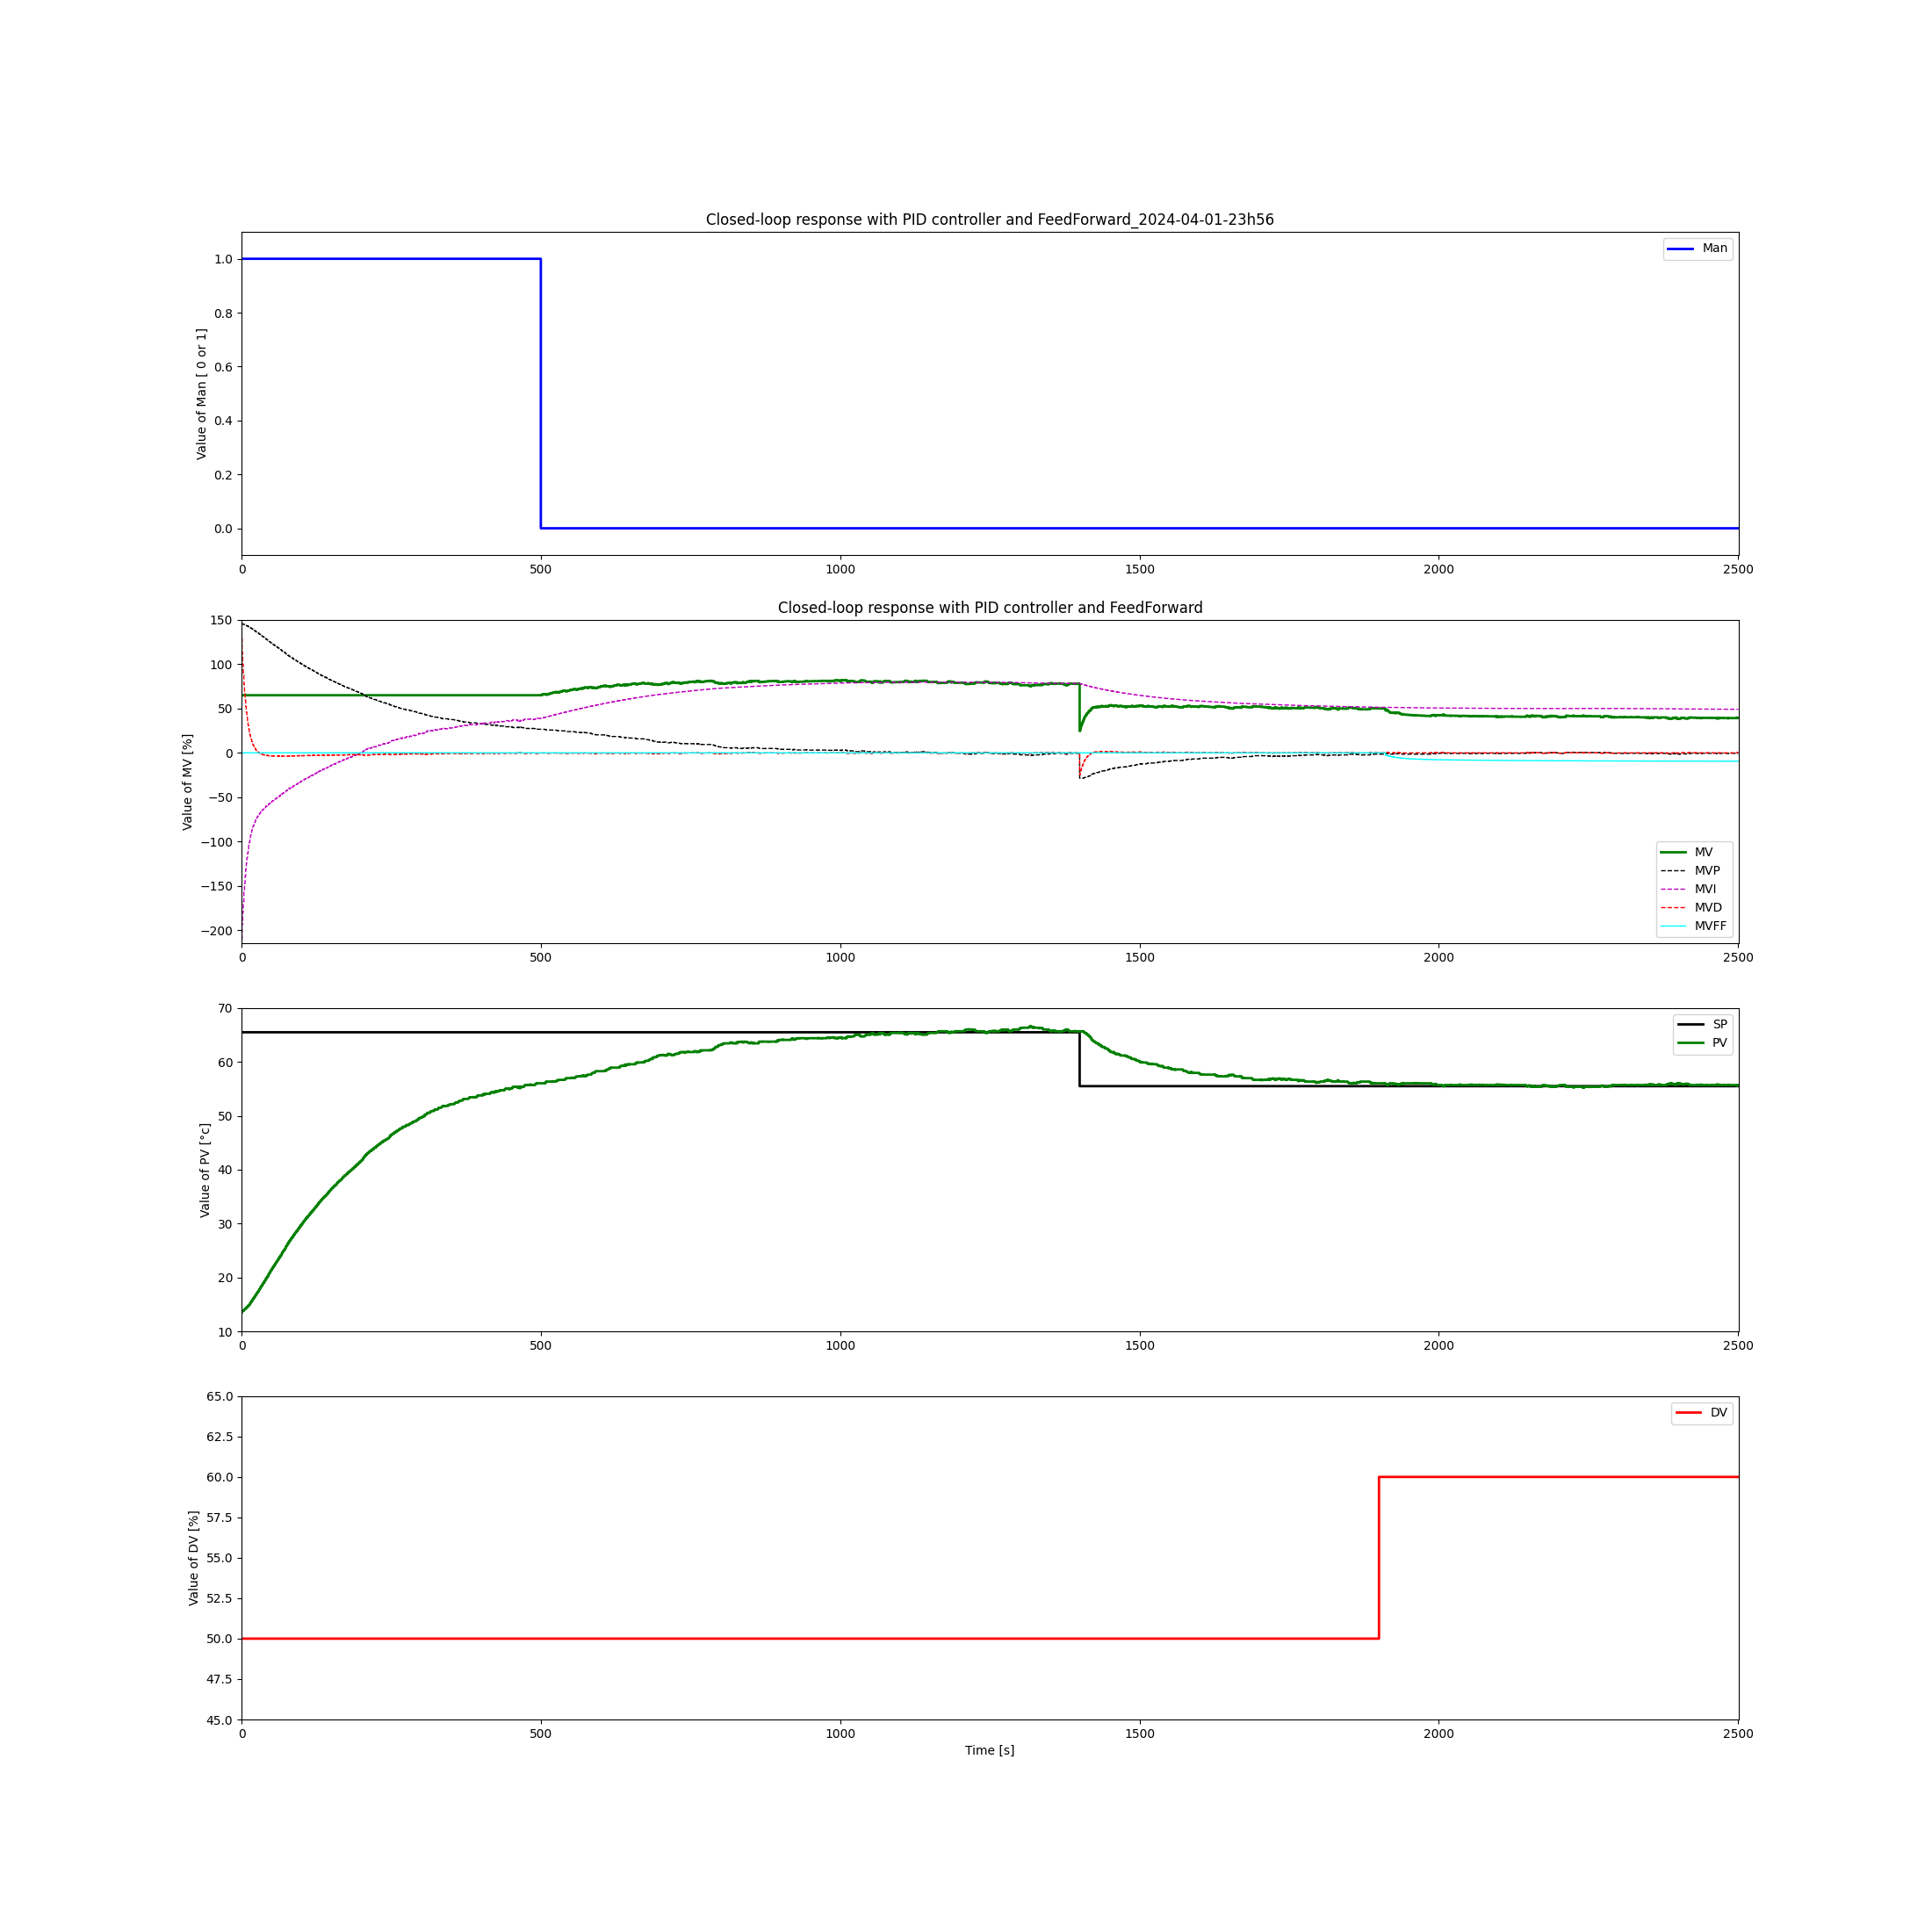 Closed-loop response with PID controller and FeedForward_2024-04-01-23h56
Value of Man [ 0 or 1]
1.0
0.8
0.6
0.4
0.2
0.0
Man
0 500 1000 1500 2000 2500
Closed-loop response with PID controller and FeedForward
Value of MV [%]
150
100
50
0
−50
−100
−150
−200
MV
MVP
MVI
MVD
MVFF
0 500 1000 1500 2000 2500
Value of PV [°c]
70
60
50
40
30
20
10
SP
PV
0 500 1000 1500 2000 2500
Value of DV [%]
65.0
62.5
60.0
57.5
55.0
52.5
50.0
47.5
45.0
DV
0 500 1000 1500 2000 2500
Time [s]